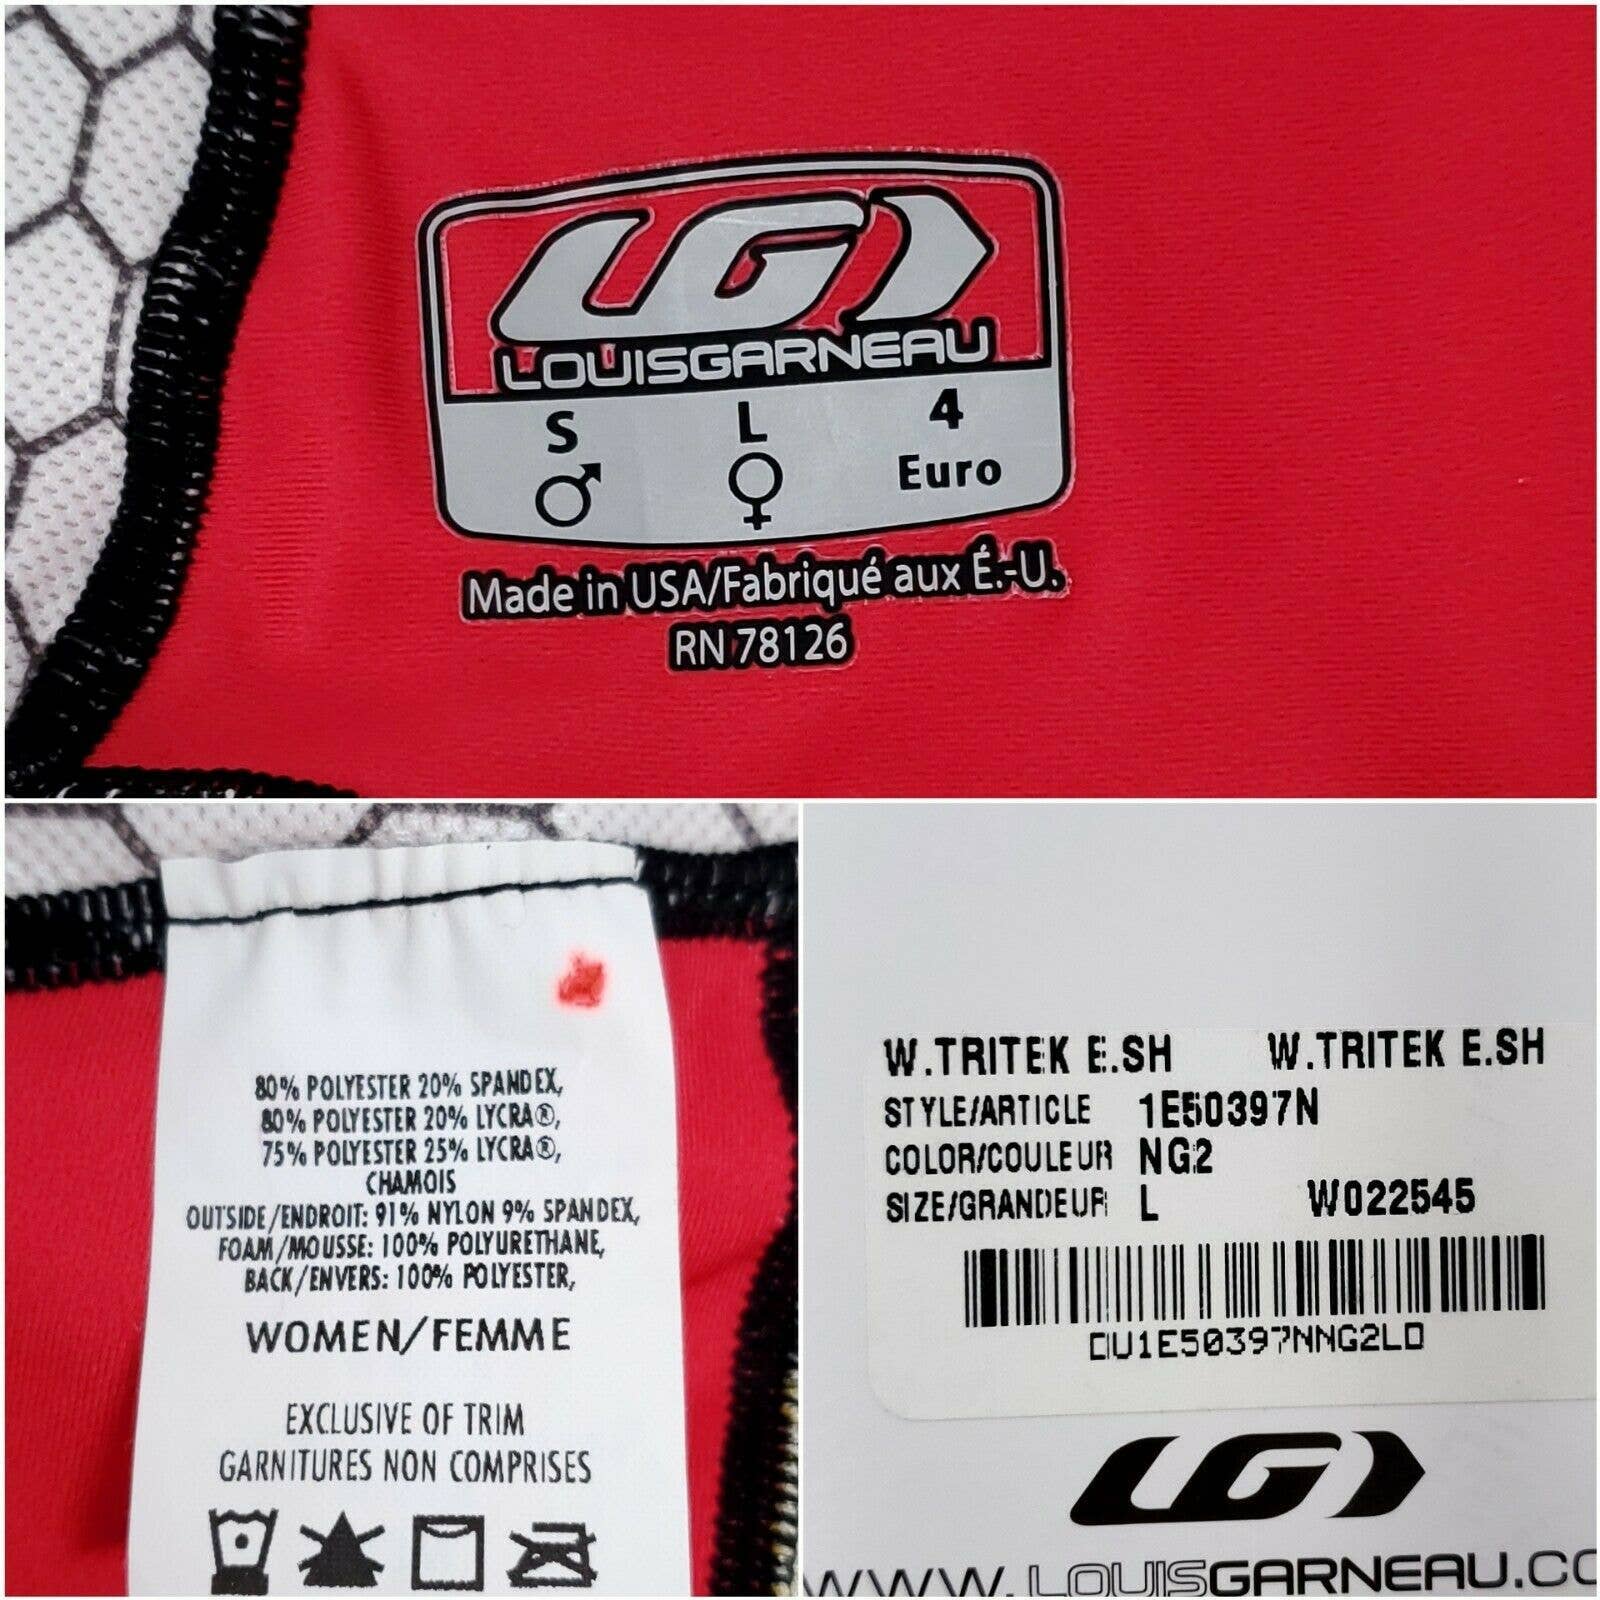 LG
LOUISGARNEAU
S L 4
Euro
Made in USA/Fabriqué aux É.-U.
RN 78126
80% POLYESTER 20% SPANDEX,
80% POLYESTER 20% LYCRA®,
75% POLYESTER 25% LYCRA®,
CHAMOIS
OUTSIDE/ENDROIT: 91% NYLON 9% SPANDEX,
FOAM/MOUSSE: 100% POLYURETHANE,
BACK/ENVERS: 100% POLYESTER,
WOMEN/FEMME
EXCLUSIVE OF TRIM
GARNITURES NON COMPRISES
W.TRITEK E.SH W.TRITEK E.SH
STYLE/ARTICLE 1E50397N
COLOR/COULEUR NG2
SIZE/GRANDEUR L W022545
DU1E50397NNG2LD
LG
WWW.LOUISGARNEAU.CO